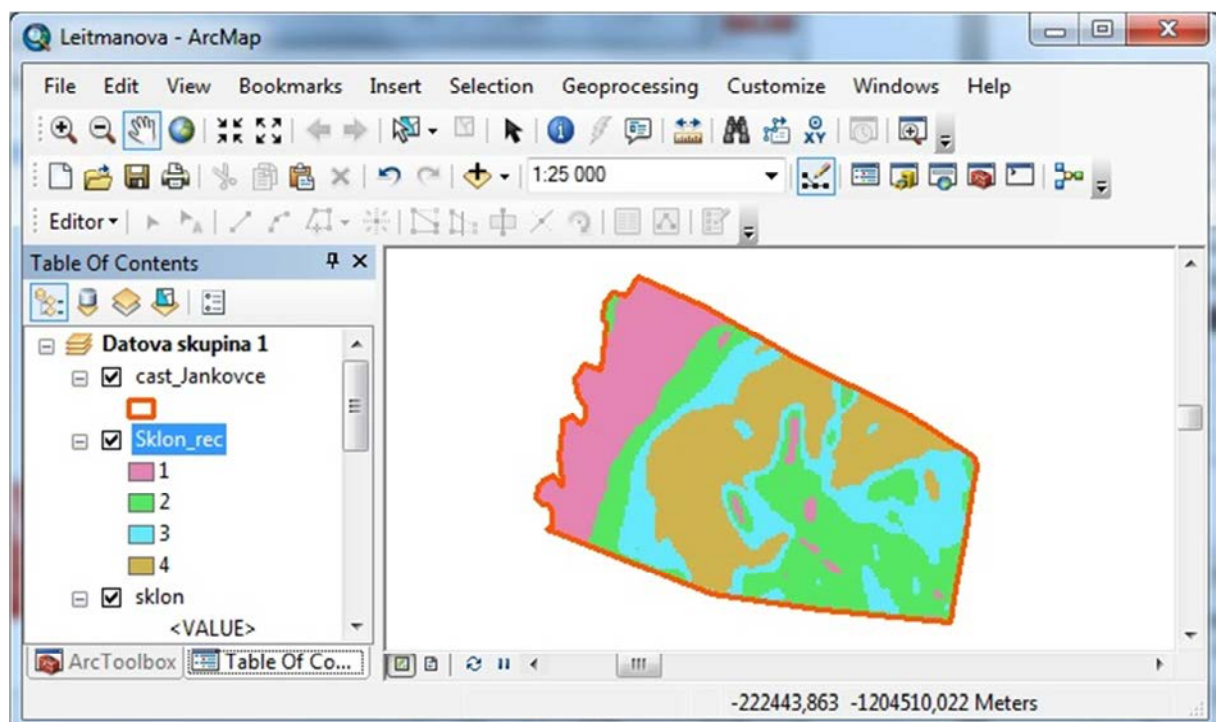 Leitmanova - ArcMap
File Edit View Bookmarks Insert Selection Geoprocessing Customize Windows Help
XY
1:25 000
Editor
Table Of Contents
Datova skupina 1
cast_Jankovce
Sklon_rec
1
2
3
4
sklon
<VALUE>
ArcToolbox Table Of Co...
-222443,863 -1204510,022 Meters